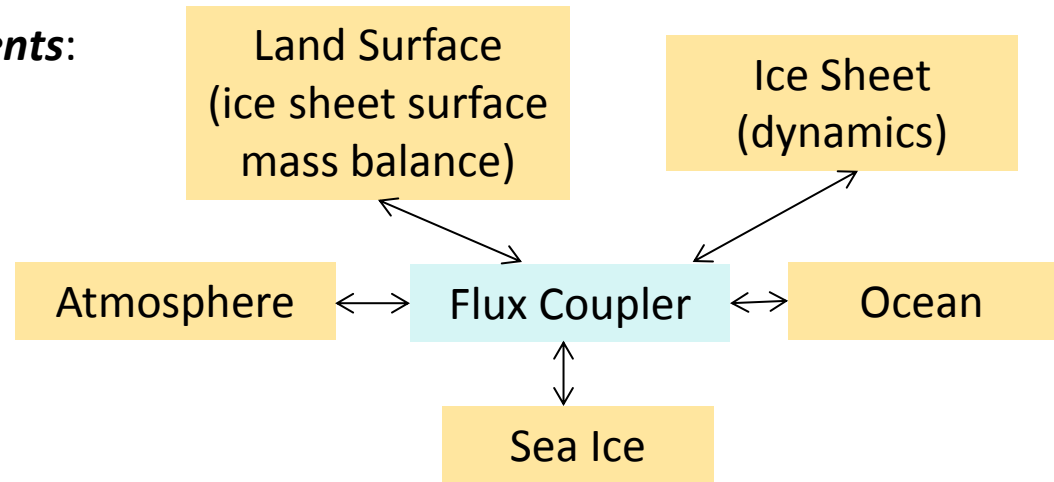 ents:
Land Surface
(ice sheet surface
mass balance)
Ice Sheet
(dynamics)
Atmosphere
Flux Coupler
Ocean
Sea Ice